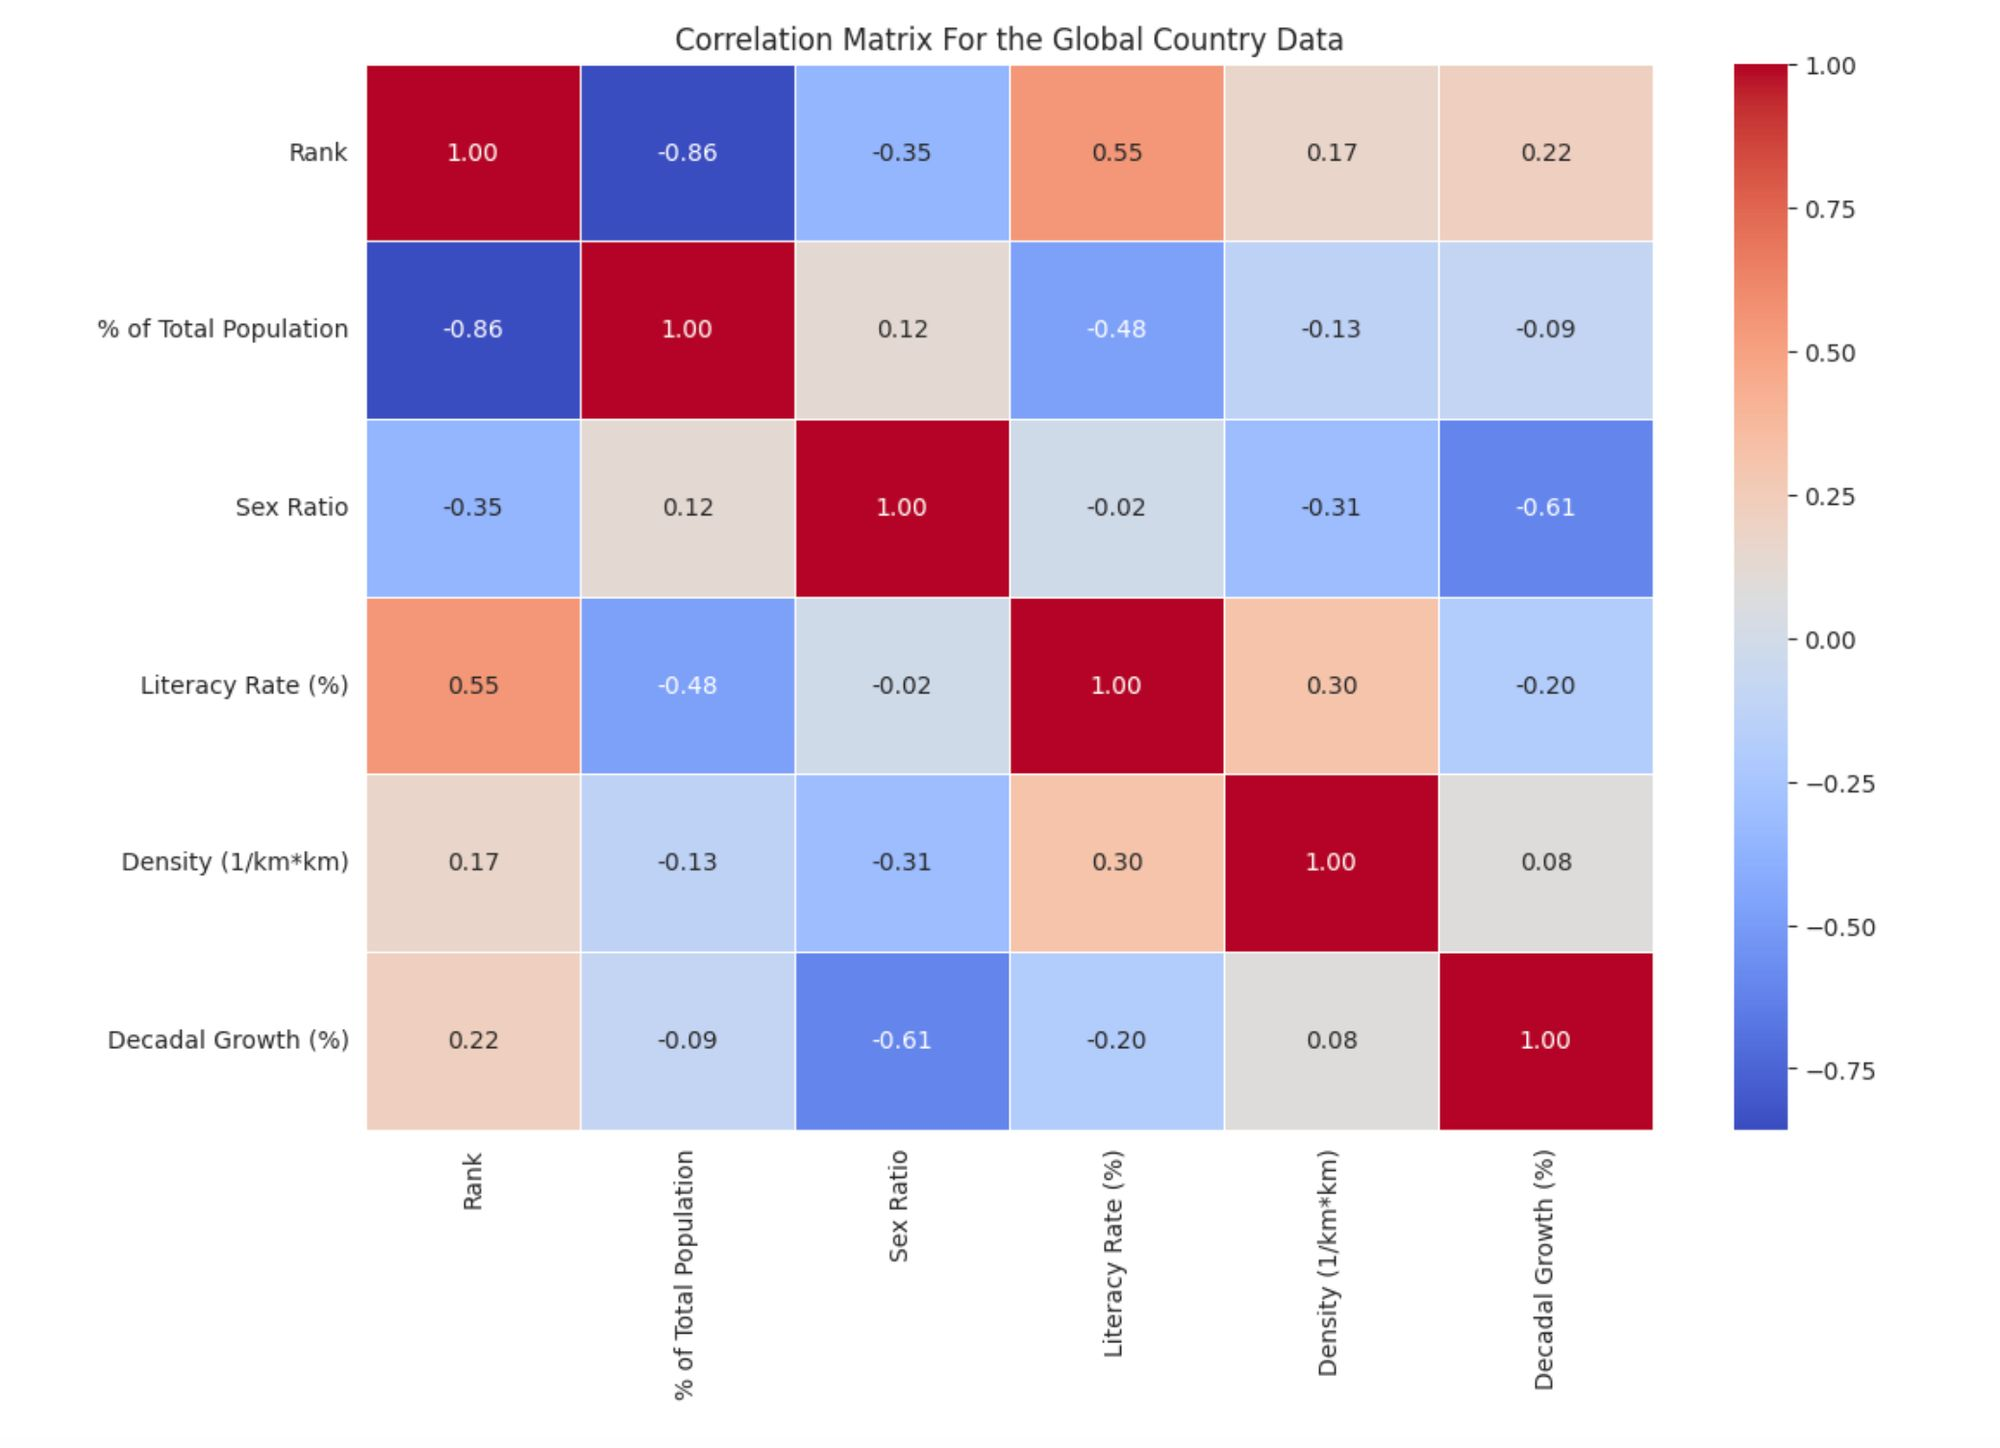 Correlation Matrix For the Global Country Data
Rank 1.00 -0.86 -0.35 0.55 0.17 0.22
% of Total Population -0.86 1.00 0.12 -0.48 -0.13 -0.09
Sex Ratio -0.35 0.12 1.00 -0.02 -0.31 -0.61
Literacy Rate (%) 0.55 -0.48 -0.02 1.00 0.30 -0.20
Density (1/km*km) 0.17 -0.13 -0.31 0.30 1.00 0.08
Decadal Growth (%) 0.22 -0.09 -0.61 -0.20 0.08 1.00
Rank
% of Total Population
Sex Ratio
Literacy Rate (%)
Density (1/km*km)
Decadal Growth (%)
1.00
0.75
0.50
0.25
0.00
−0.25
−0.50
−0.75